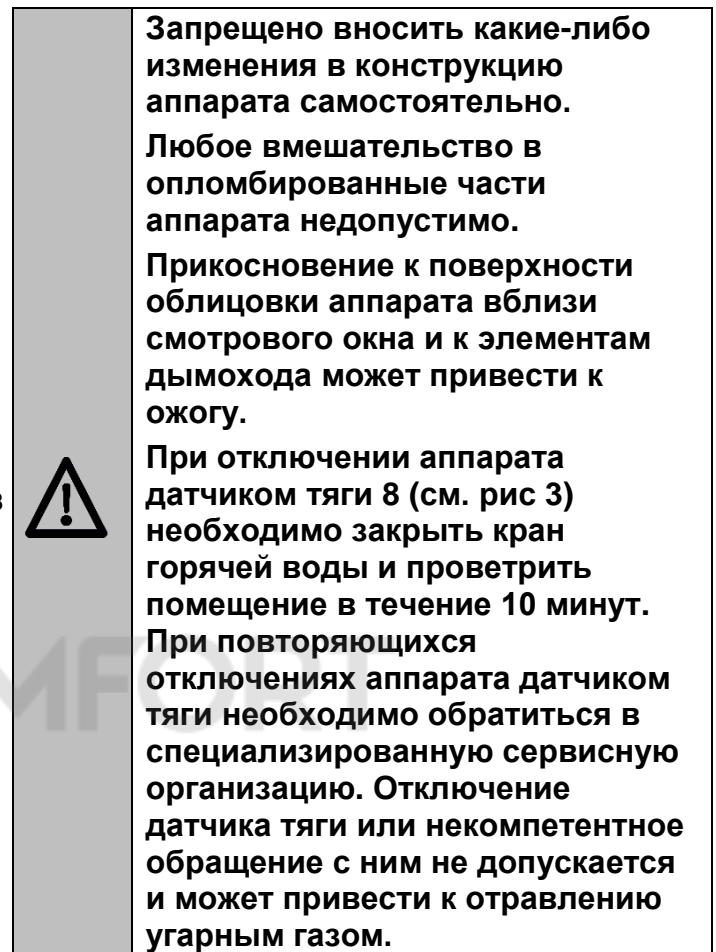 Запрещено вносить какие-либо
изменения в конструкцию
аппарата самостоятельно.
Любое вмешательство в
опломбированные части
аппарата недопустимо.
Прикосновение к поверхности
облицовки аппарата вблизи
смотрового окна и к элементам
дымохода может привести к
ожогу.
При отключении аппарата
датчиком тяги 8 (см. рис 3)
необходимо закрыть кран
горячей воды и проветрить
помещение в течение 10 минут.
При повторяющихся
отключениях аппарата датчиком
тяги необходимо обратиться в
специализированную сервисную
организацию. Отключение
датчика тяги или некомпетентное
обращение с ним не допускается
и может привести к отравлению
угарным газом.
MFORT